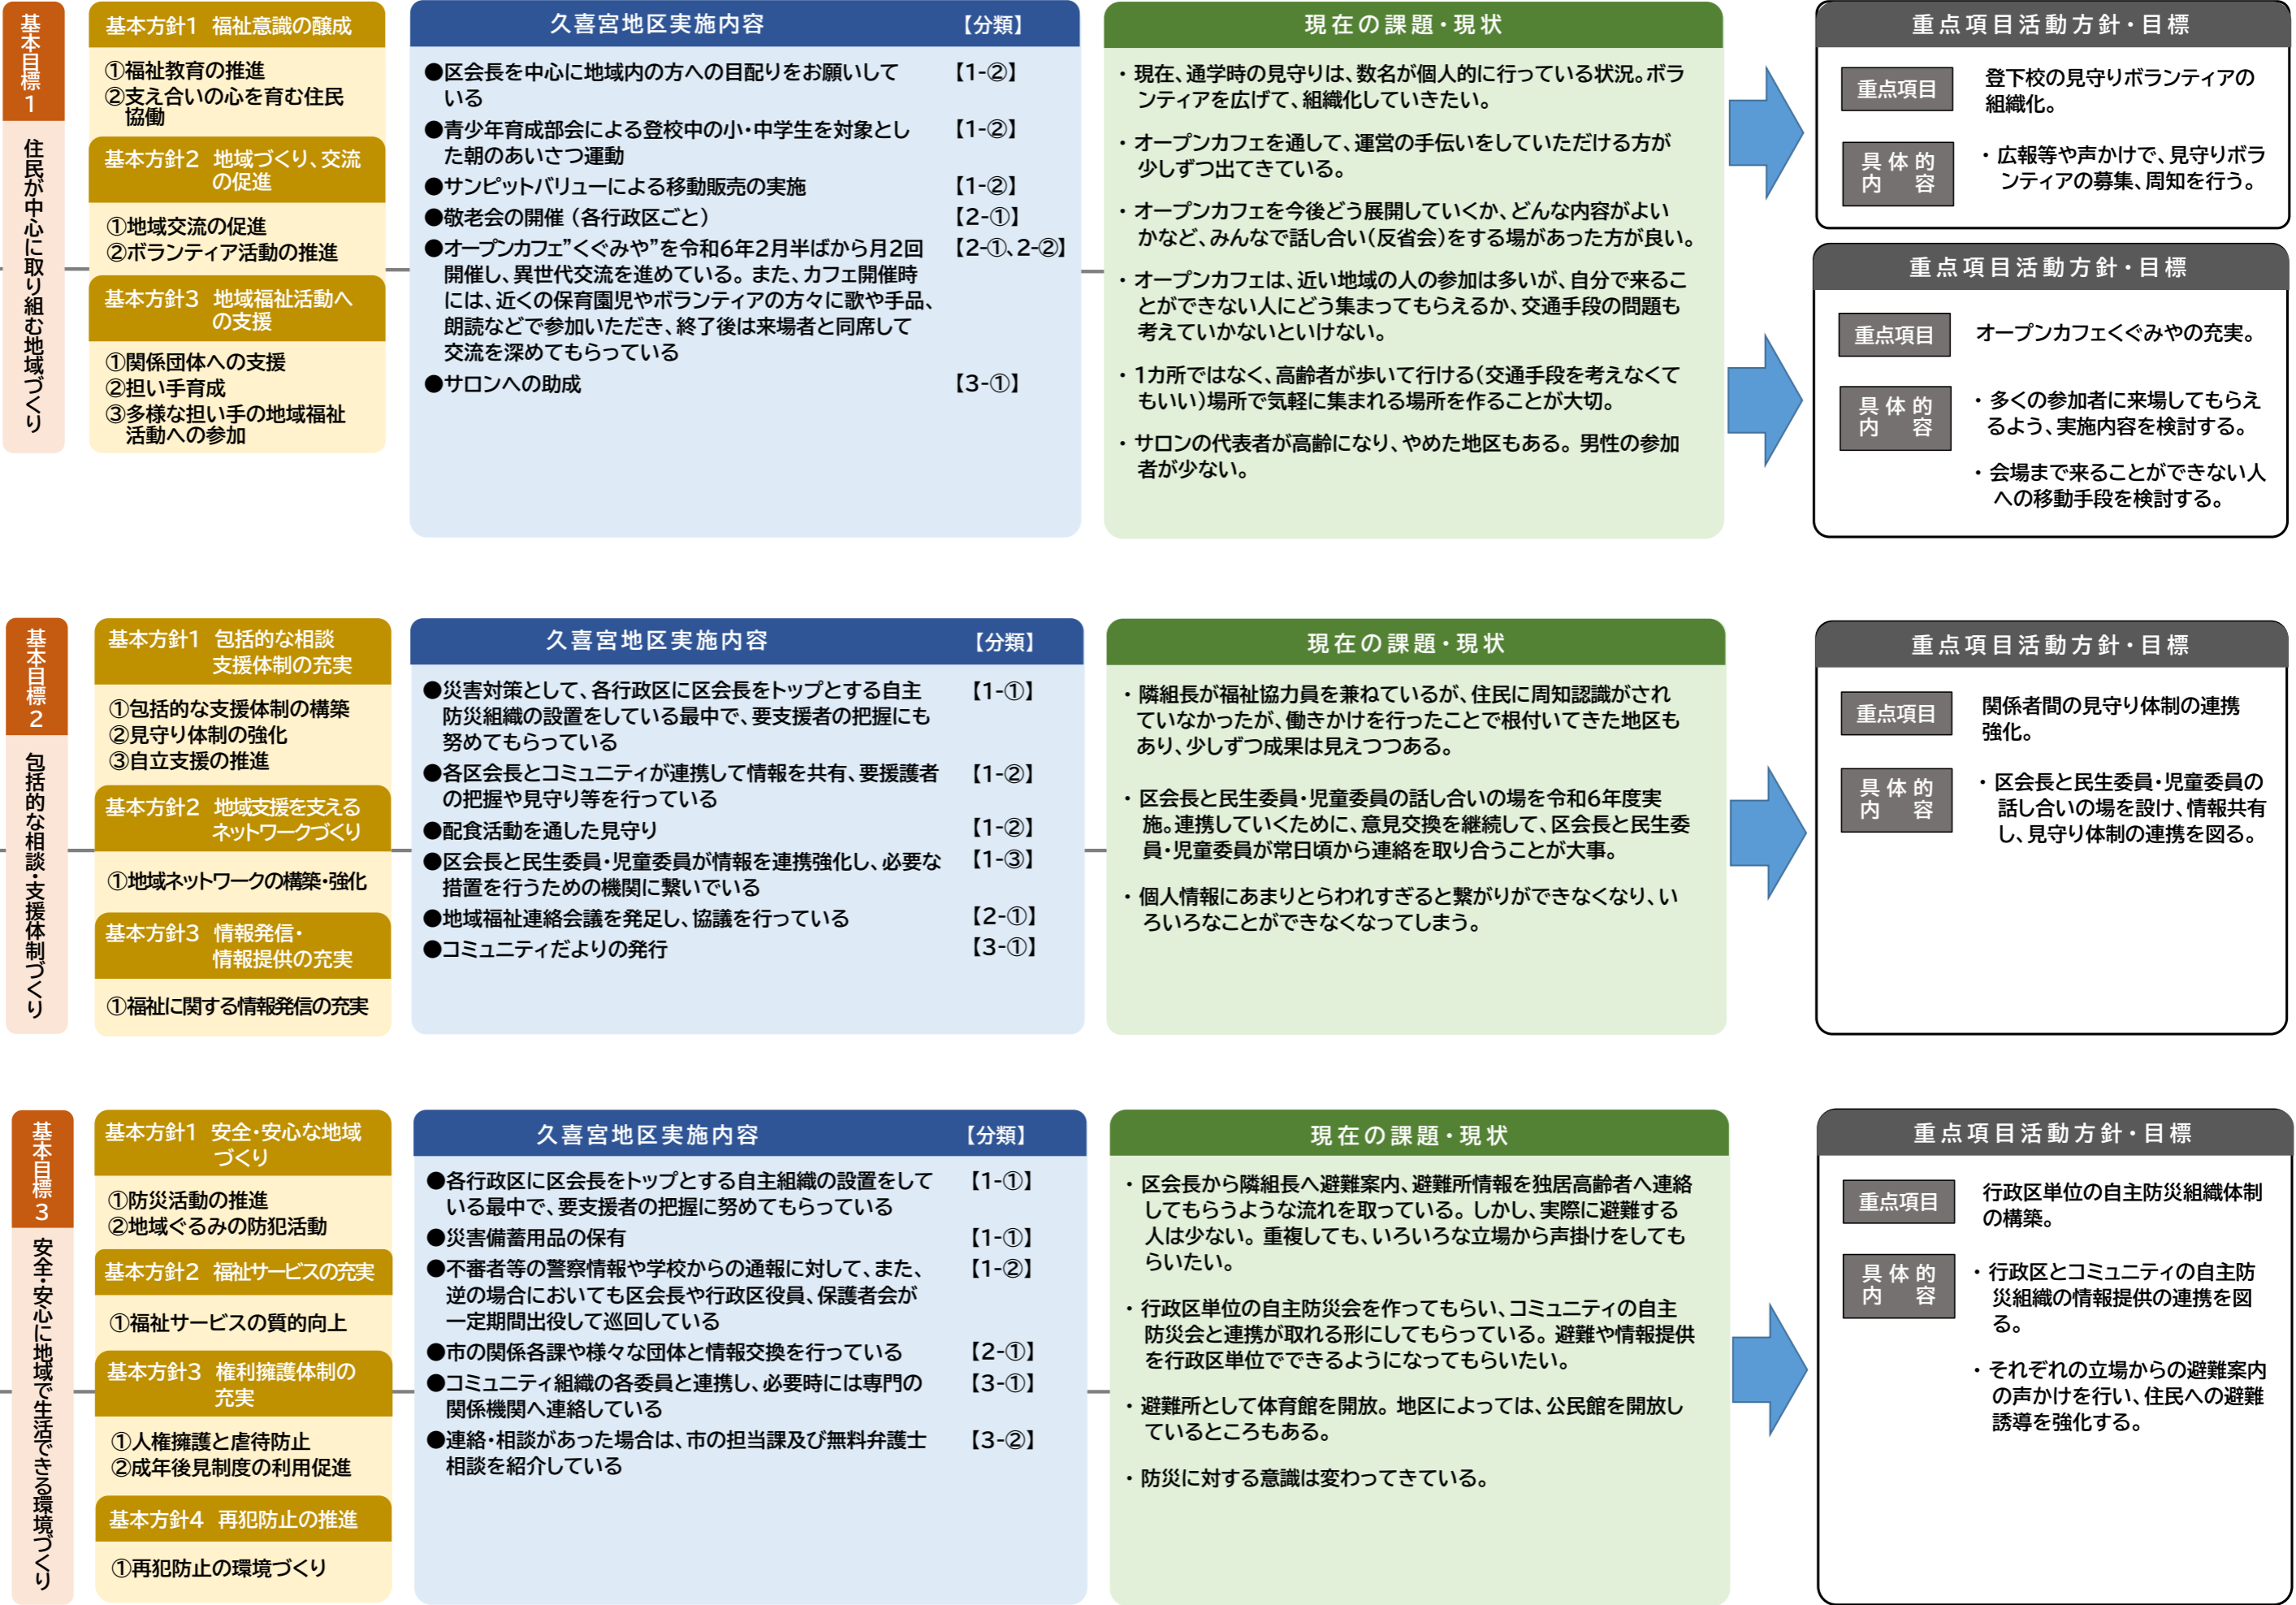 基本目標1
住民が中心に取り組む地域づくり
基本方針1 福祉意識の醸成
①福祉教育の推進
②支え合いの心を育む住民
協働
基本方針2 地域づくり、交流
の促進
①地域交流の促進
②ボランティア活動の推進
基本方針3 地域福祉活動へ
の支援
①関係団体への支援
②担い手育成
③多様な担い手の地域福祉
活動への参加
久喜宮地区実施内容 【分類】
●区会長を中心に地域内の方への目配りをお願いして 【1-②】
いる
●青少年育成部会による登校中の小・中学生を対象とし 【1-②】
た朝のあいさつ運動
●サンピットバリューによる移動販売の実施 【1-②】
●敬老会の開催（各行政区ごと） 【2-①】
●オープンカフェ”くぐみや”を令和6年2月半ばから月2回 【2-①、2-②】
開催し、異世代交流を進めている。また、カフェ開催時
には、近くの保育園児やボランティアの方々に歌や手品、
朗読などで参加いただき、終了後は来場者と同席して
交流を深めてもらっている
●サロンへの助成 【3-①】
現在の課題・現状
・現在、通学時の見守りは、数名が個人的に行っている状況。ボラ
ンティアを広げて、組織化していきたい。
・オープンカフェを通して、運営の手伝いをしていただける方が
少しずつ出てきている。
・オープンカフェを今後どう展開していくか、どんな内容がよい
かなど、みんなで話し合い（反省会）をする場があった方が良い。
・オープンカフェは、近い地域の人の参加は多いが、自分で来るこ
とができない人にどう集まってもらえるか、交通手段の問題も
考えていかないといけない。
・1カ所ではなく、高齢者が歩いて行ける（交通手段を考えなくて
もいい）場所で気軽に集まれる場所を作ることが大切。
・サロンの代表者が高齢になり、やめた地区もある。男性の参加
者が少ない。
重点項目活動方針・目標
重点項目
登下校の見守りボランティアの
組織化。
具体的
内容
・広報等や声かけで、見守りボラ
ンティアの募集、周知を行う。
重点項目活動方針・目標
重点項目
オープンカフェくぐみやの充実。
具体的
内容
・多くの参加者に来場してもらえ
るよう、実施内容を検討する。
・会場まで来ることができない人
への移動手段を検討する。
基本目標2
包括的な相談・支援体制づくり
基本方針1 包括的な相談
支援体制の充実
①包括的な支援体制の構築
②見守り体制の強化
③自立支援の推進
基本方針2 地域支援を支える
ネットワークづくり
①地域ネットワークの構築・強化
基本方針3 情報発信・
情報提供の充実
①福祉に関する情報発信の充実
久喜宮地区実施内容 【分類】
●災害対策として、各行政区に区会長をトップとする自主 【1-①】
防災組織の設置をしている最中で、要支援者の把握にも
努めてもらっている
●各区会長とコミュニティが連携して情報を共有、要援護者 【1-②】
の把握や見守り等を行っている
●配食活動を通した見守り 【1-②】
●区会長と民生委員・児童委員が情報を連携強化し、必要な 【1-③】
措置を行うための機関に繋いでいる
●地域福祉連絡会議を発足し、協議を行っている 【2-①】
●コミュニティだよりの発行 【3-①】
現在の課題・現状
・隣組長が福祉協力員を兼ねているが、住民に周知認識がされ
ていなかったが、働きかけを行ったことで根付いてきた地区も
あり、少しずつ成果は見えつつある。
・区会長と民生委員・児童委員の話し合いの場を令和6年度実
施。連携していくために、意見交換を継続して、区会長と民生委
員・児童委員が常日頃から連絡を取り合うことが大事。
・個人情報にあまりとらわれすぎると繋がりができなくなり、い
ろいろなことができなくなってしまう。
重点項目活動方針・目標
重点項目
関係者間の見守り体制の連携
強化。
具体的
内容
・区会長と民生委員・児童委員の
話し合いの場を設け、情報共有
し、見守り体制の連携を図る。
基本目標3
安全・安心に地域で生活できる環境づくり
基本方針1 安全・安心な地域
づくり
①防災活動の推進
②地域ぐるみの防犯活動
基本方針2 福祉サービスの充実
①福祉サービスの質的向上
基本方針3 権利擁護体制の
充実
①人権擁護と虐待防止
②成年後見制度の利用促進
基本方針4 再犯防止の推進
①再犯防止の環境づくり
久喜宮地区実施内容 【分類】
●各行政区に区会長をトップとする自主組織の設置をして 【1-①】
いる最中で、要支援者の把握に努めてもらっている
●災害備蓄用品の保有 【1-①】
●不審者等の警察情報や学校からの通報に対して、また、 【1-②】
逆の場合においても区会長や行政区役員、保護者会が
一定期間出役して巡回している
●市の関係各課や様々な団体と情報交換を行っている 【2-①】
●コミュニティ組織の各委員と連携し、必要時には専門の 【3-①】
関係機関へ連絡している
●連絡・相談があった場合は、市の担当課及び無料弁護士 【3-②】
相談を紹介している
現在の課題・現状
・区会長から隣組長へ避難案内、避難所情報を独居高齢者へ連絡
してもらうような流れを取っている。しかし、実際に避難する
人は少ない。重複しても、いろいろな立場から声掛けをしても
らいたい。
・行政区単位の自主防災会を作ってもらい、コミュニティの自主
防災会と連携が取れる形にしてもらっている。避難や情報提供
を行政区単位でできるようになってもらいたい。
・避難所として体育館を開放。地区によっては、公民館を開放し
ているところもある。
・防災に対する意識は変わってきている。
重点項目活動方針・目標
重点項目
行政区単位の自主防災組織体制
の構築。
具体的
内容
・行政区とコミュニティの自主防
災組織の情報提供の連携を図
る。
・それぞれの立場からの避難案内
の声かけを行い、住民への避難
誘導を強化する。